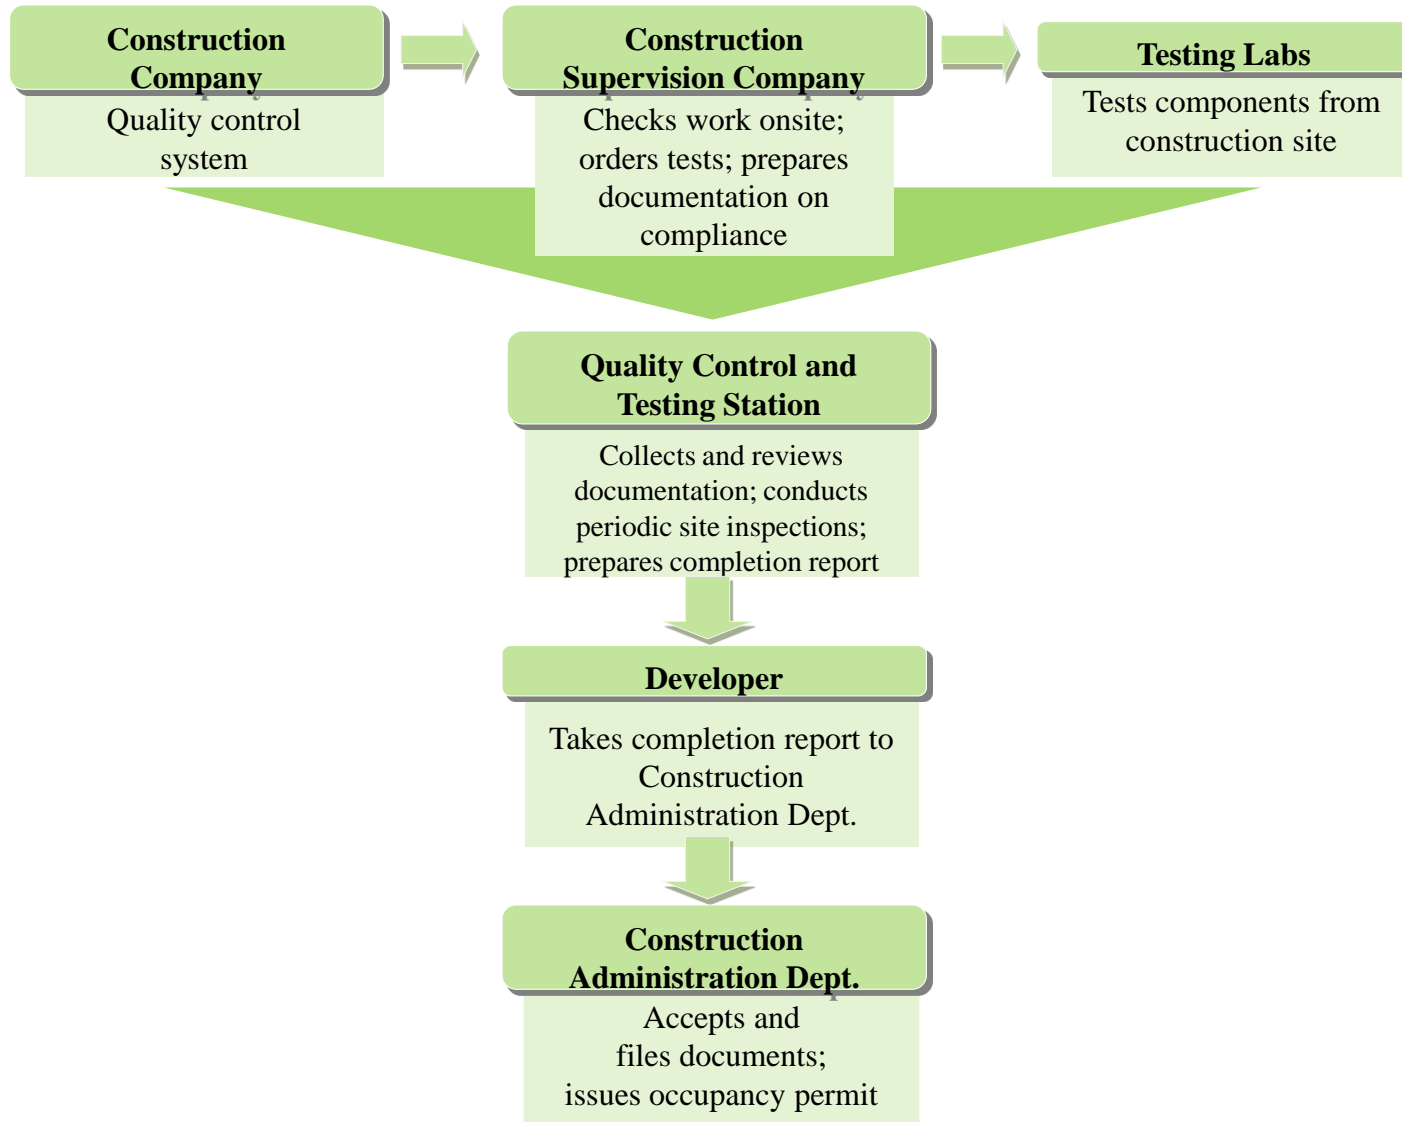 Construction
Company
Quality control
system
Construction
Supervision Company
Checks work onsite;
orders tests; prepares
documentation on
compliance
Testing Labs
Tests components from
construction site
Quality Control and
Testing Station
Collects and reviews
documentation; conducts
periodic site inspections;
prepares completion report
Developer
Takes completion report to
Construction
Administration Dept.
Construction
Administration Dept.
Accepts and
files documents;
issues occupancy permit